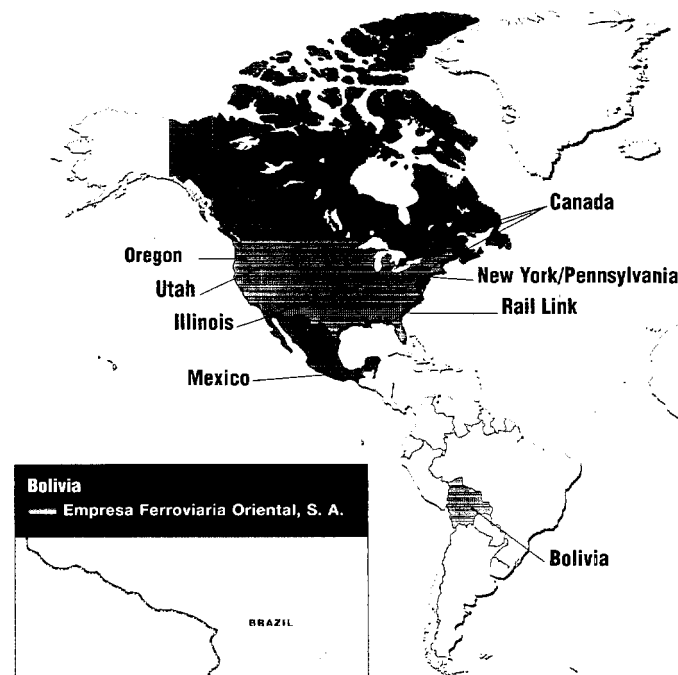 Canada
Oregon
New York/Pennsylvania
Utah
Rail Link
Illinois
Mexico
Bolivia
Empresa Ferroviaria Oriental, S. A.
Bolivia
BRAZIL